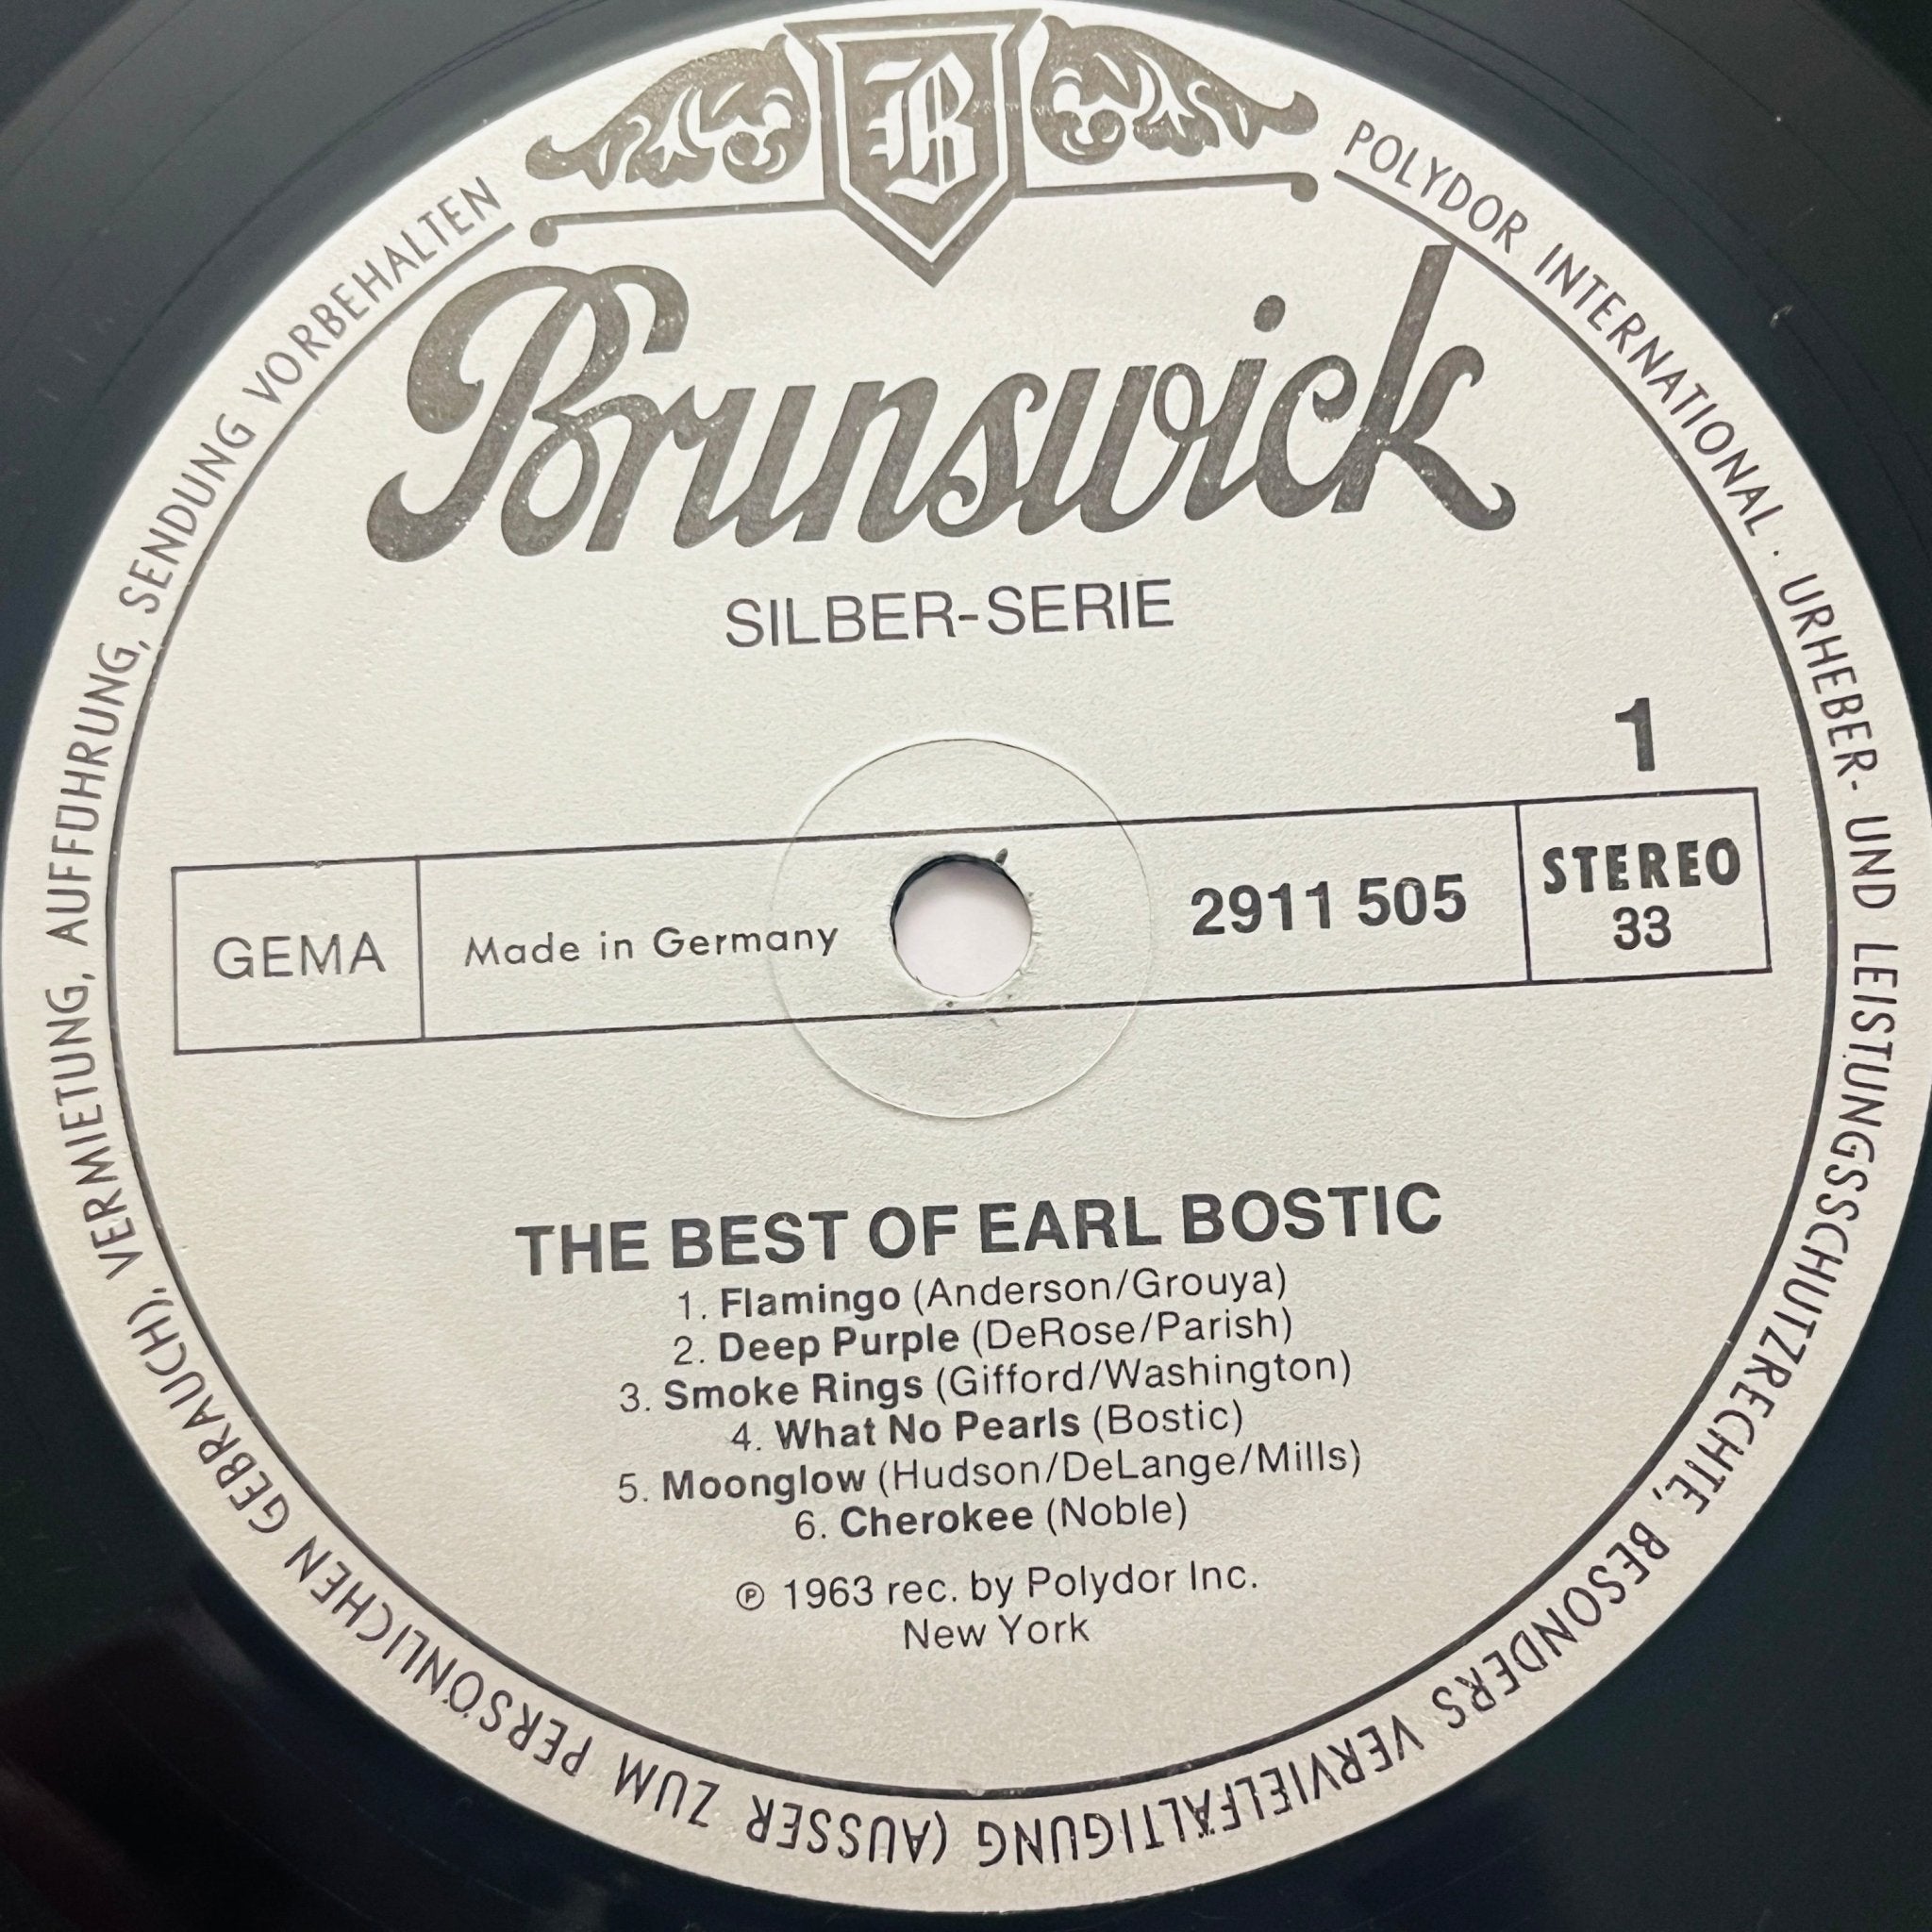 B
Brunswick
SILBER-SERIE
1
GEMA
Made in Germany
2911 505
STEREO
33
THE BEST OF EARL BOSTIC
1. Flamingo (Anderson/Grouya)
2. Deep Purple (DeRose/Parish)
3. Smoke Rings (Gifford/Washington)
4. What No Pearls (Bostic)
5. Moonglow (Hudson/DeLange/Mills)
6. Cherokee (Noble)
℗ 1963 rec. by Polydor Inc.
New York
POLYDOR INTERNATIONAL · URHEBER- UND LEISTUNGSSCHUTZRECHTE, BESONDERS VERVIELFÄLTIGUNG (AUSSER ZUM PERSÖNLICHEN GEBRAUCH), VERMIETUNG, AUFFÜHRUNG, SENDUNG VORBEHALTEN